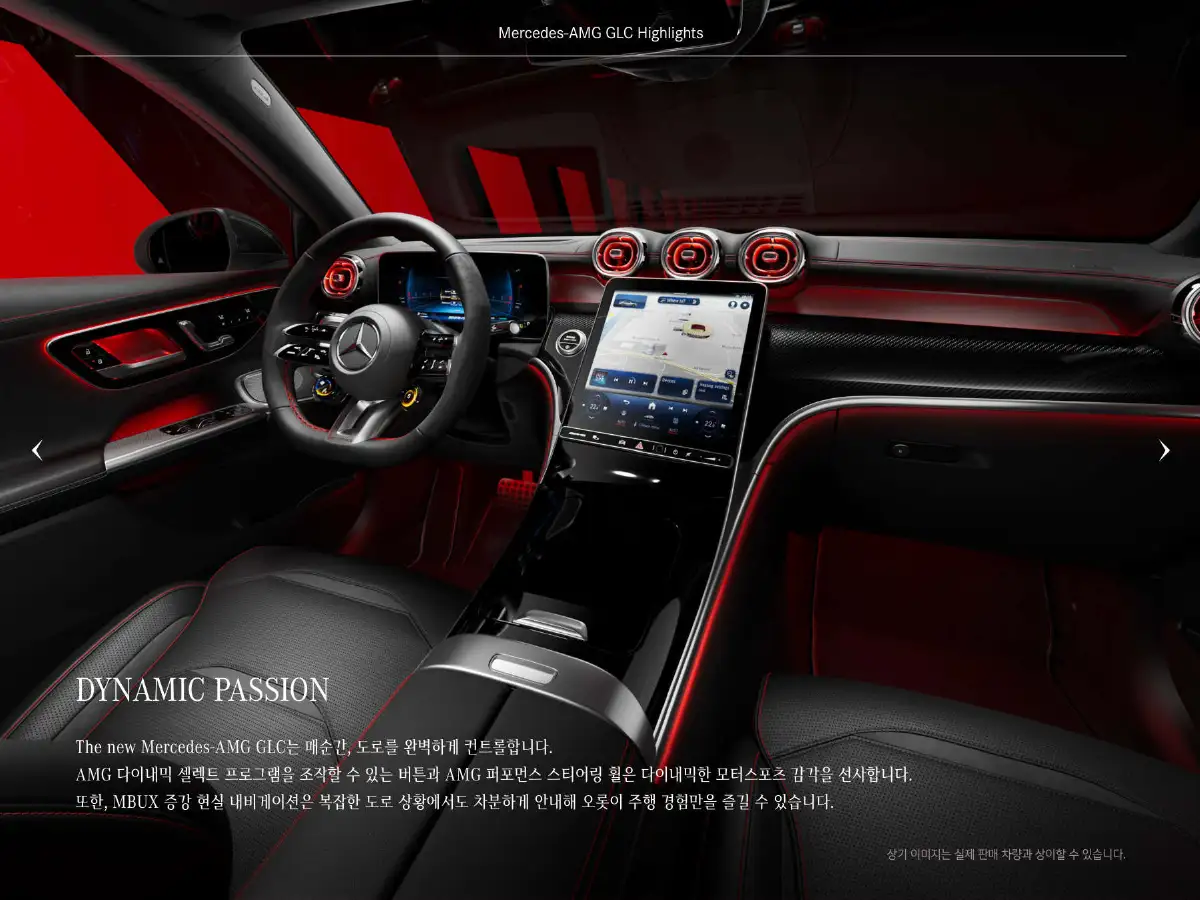 Mercedes-AMG GLC Highlights
DYNAMIC PASSION
The new Mercedes-AMG GLC는 매순간, 도로를 완벽하게 컨트롤합니다.
AMG 다이내믹 셀렉트 프로그램을 조작할 수 있는 버튼과 AMG 퍼포먼스 스티어링 휠은 다이내믹한 모터스포츠 감각을 선사합니다.
또한, MBUX 증강 현실 내비게이션은 복잡한 도로 상황에서도 차분하게 안내해 오롯이 주행 경험만을 즐길 수 있습니다.
상기 이미지는 실제 판매 차량과 상이할 수 있습니다.